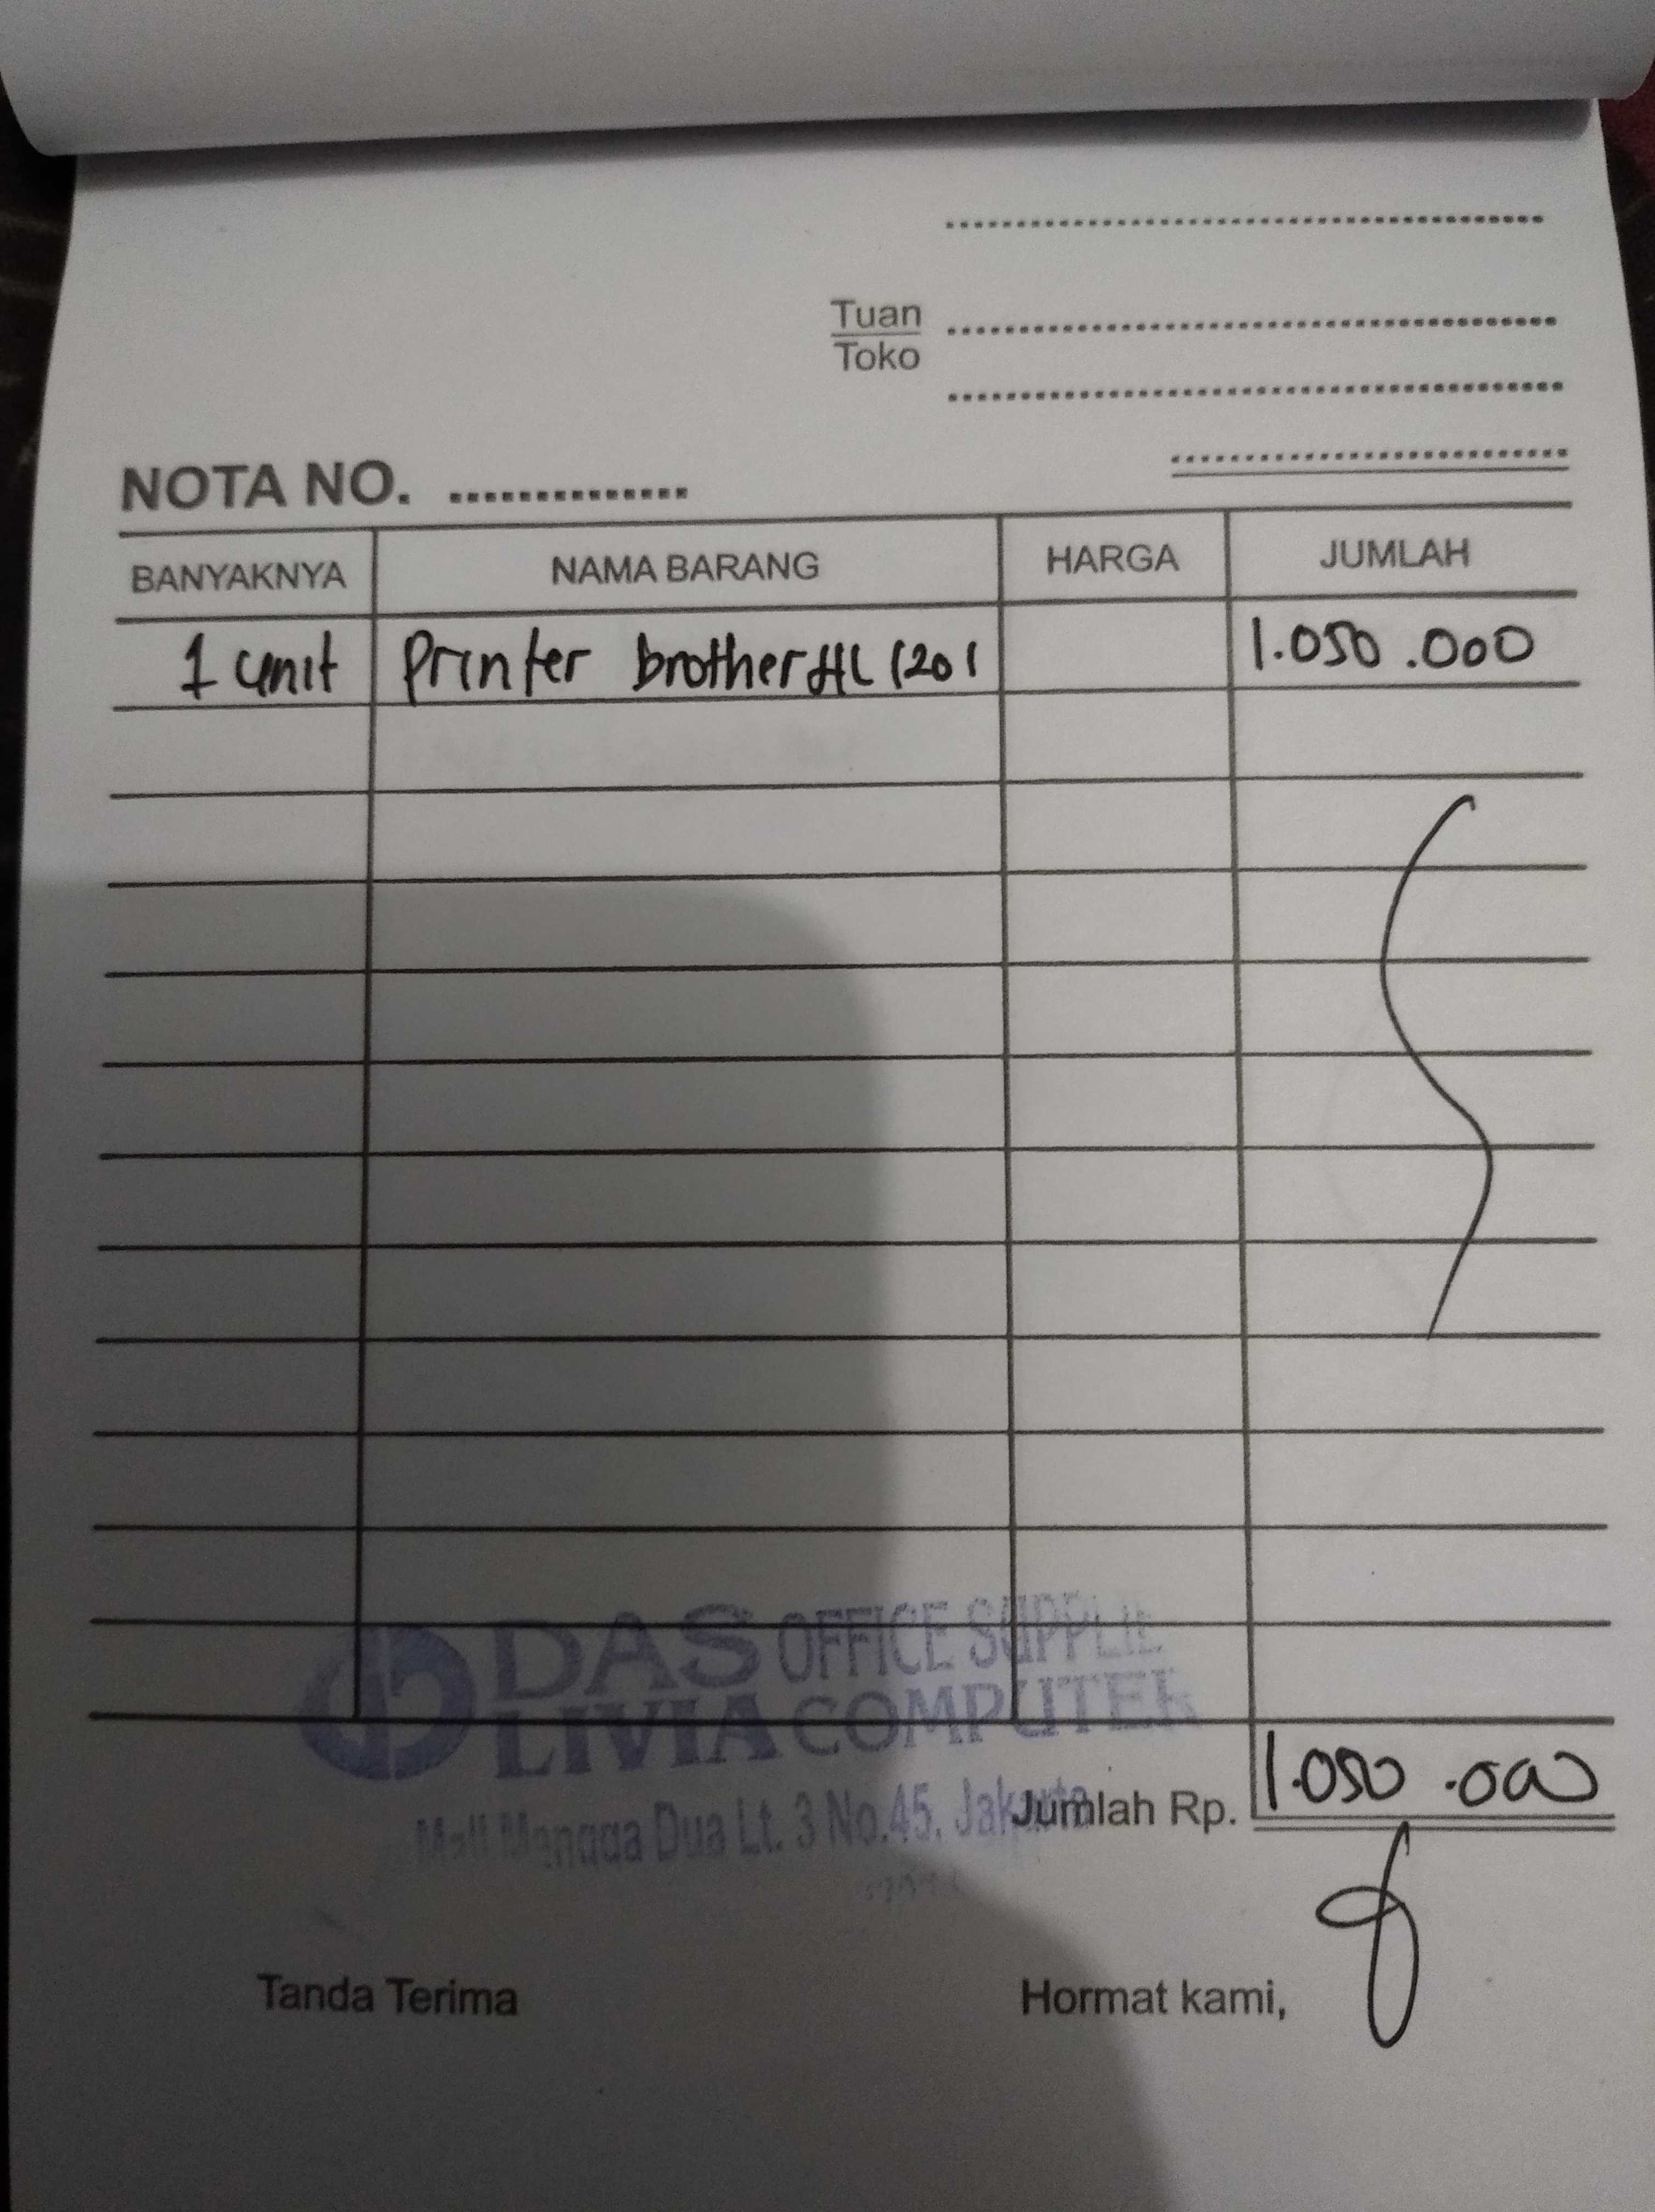 Tuan
Toko
NOTA NO. ..............
BANYAKNYA NAMA BARANG HARGA JUMLAH
1 unit Printer brother HL 1201 1.050.000
DAS OFFICE SUPPLIE
LIVIA COMPUTER
Mall Mangga Dua Lt. 3 No.45. Jakarta
Jumlah Rp. 1.050.000
Tanda Terima Hormat kami,